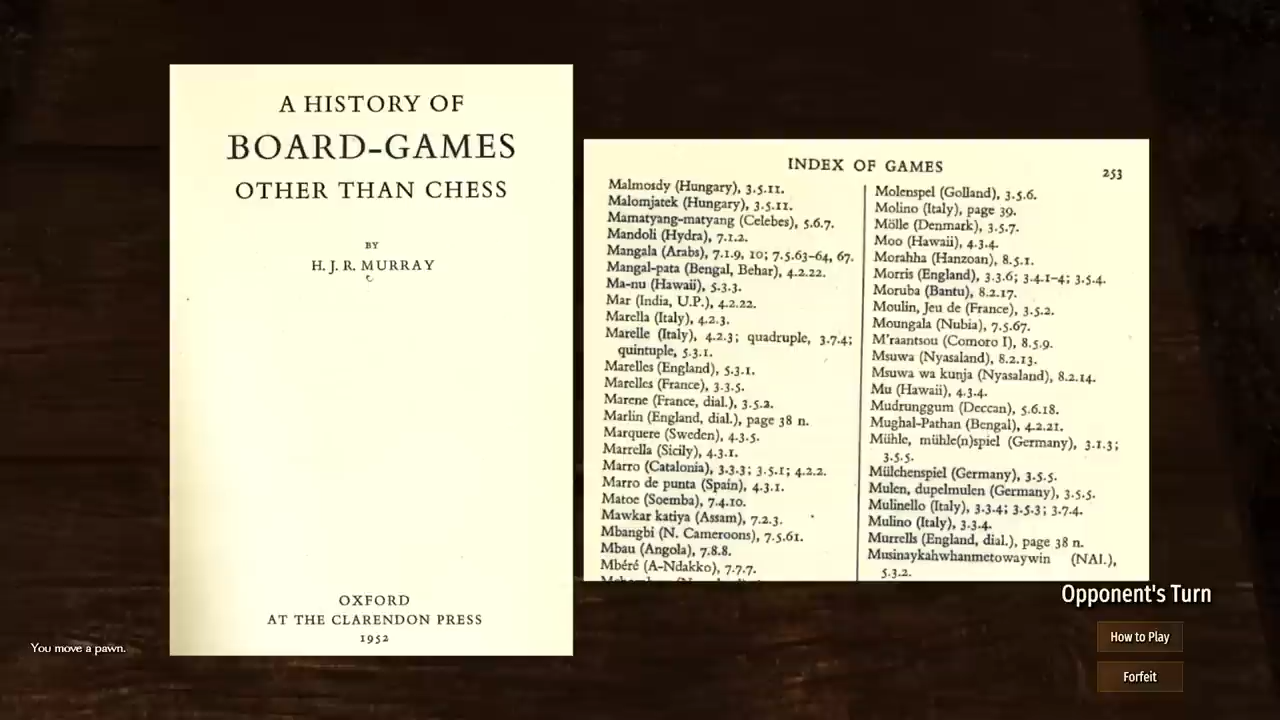 A HISTORY OF
BOARD-GAMES
OTHER THAN CHESS
BY
H. J. R. MURRAY
OXFORD
AT THE CLARENDON PRESS
1952
INDEX OF GAMES
253
Malmosdy (Hungary), 3.5.11.
Malomjatek (Hungary), 3.5.11.
Mamatyang-matyang (Celebes), 5.6.7.
Mandoli (Hydra), 7.1.2.
Mangala (Arabs), 7.1.9, 10; 7.5.63–64, 67.
Mangal-pata (Bengal, Behar), 4.2.22.
Ma-nu (Hawaii), 5.3.3.
Mar (India, U.P.), 4.2.22.
Marella (Italy), 4.2.3.
Marelle (Italy), 4.2.3; quadruple, 3.7.4;
quintuple, 5.3.1.
Marelles (England), 5.3.1.
Marelles (France), 3.3.5.
Marene (France, dial.), 3.5.2.
Marlin (England, dial.), page 38 n.
Marquere (Sweden), 4.3.5.
Marrella (Sicily), 4.3.1.
Marro (Catalonia), 3.3.3; 3.5.1; 4.2.2.
Marro de punta (Spain), 4.3.1.
Matoe (Soemba), 7.4.10.
Mawkar katiya (Assam), 7.2.3.
Mbangbi (N. Cameroons), 7.5.61.
Mbau (Angola), 7.8.8.
Mbéré (A-Ndakko), 7.7.7.
Molenspel (Golland), 3.5.6.
Molino (Italy), page 39.
Mölle (Denmark), 3.5.7.
Moo (Hawaii), 4.3.4.
Morahha (Hanzoan), 8.5.1.
Morris (England), 3.3.6; 3.4.1–4; 3.5.4.
Moruba (Bantu), 8.2.17.
Moulin, Jeu de (France), 3.5.2.
Moungala (Nubia), 7.5.67.
M'raantsou (Comoro I), 8.5.9.
Msuwa (Nyasaland), 8.2.13.
Msuwa wa kunja (Nyasaland), 8.2.14.
Mu (Hawaii), 4.3.4.
Mudrunggum (Deccan), 5.6.18.
Mughal-Pathan (Bengal), 4.2.21.
Mühle, mühle(n)spiel (Germany), 3.1.3;
3.5.5.
Mülchenspiel (Germany), 3.5.5.
Mulen, dupelmulen (Germany), 3.5.5.
Mulinello (Italy), 3.3.4; 3.5.3; 3.7.4.
Mulino (Italy), 3.3.4.
Murrells (England, dial.), page 38 n.
Musinaykahwhanmetowaywin (NAI.),
5.3.2.
Opponent's Turn
How to Play
Forfeit
You move a pawn.